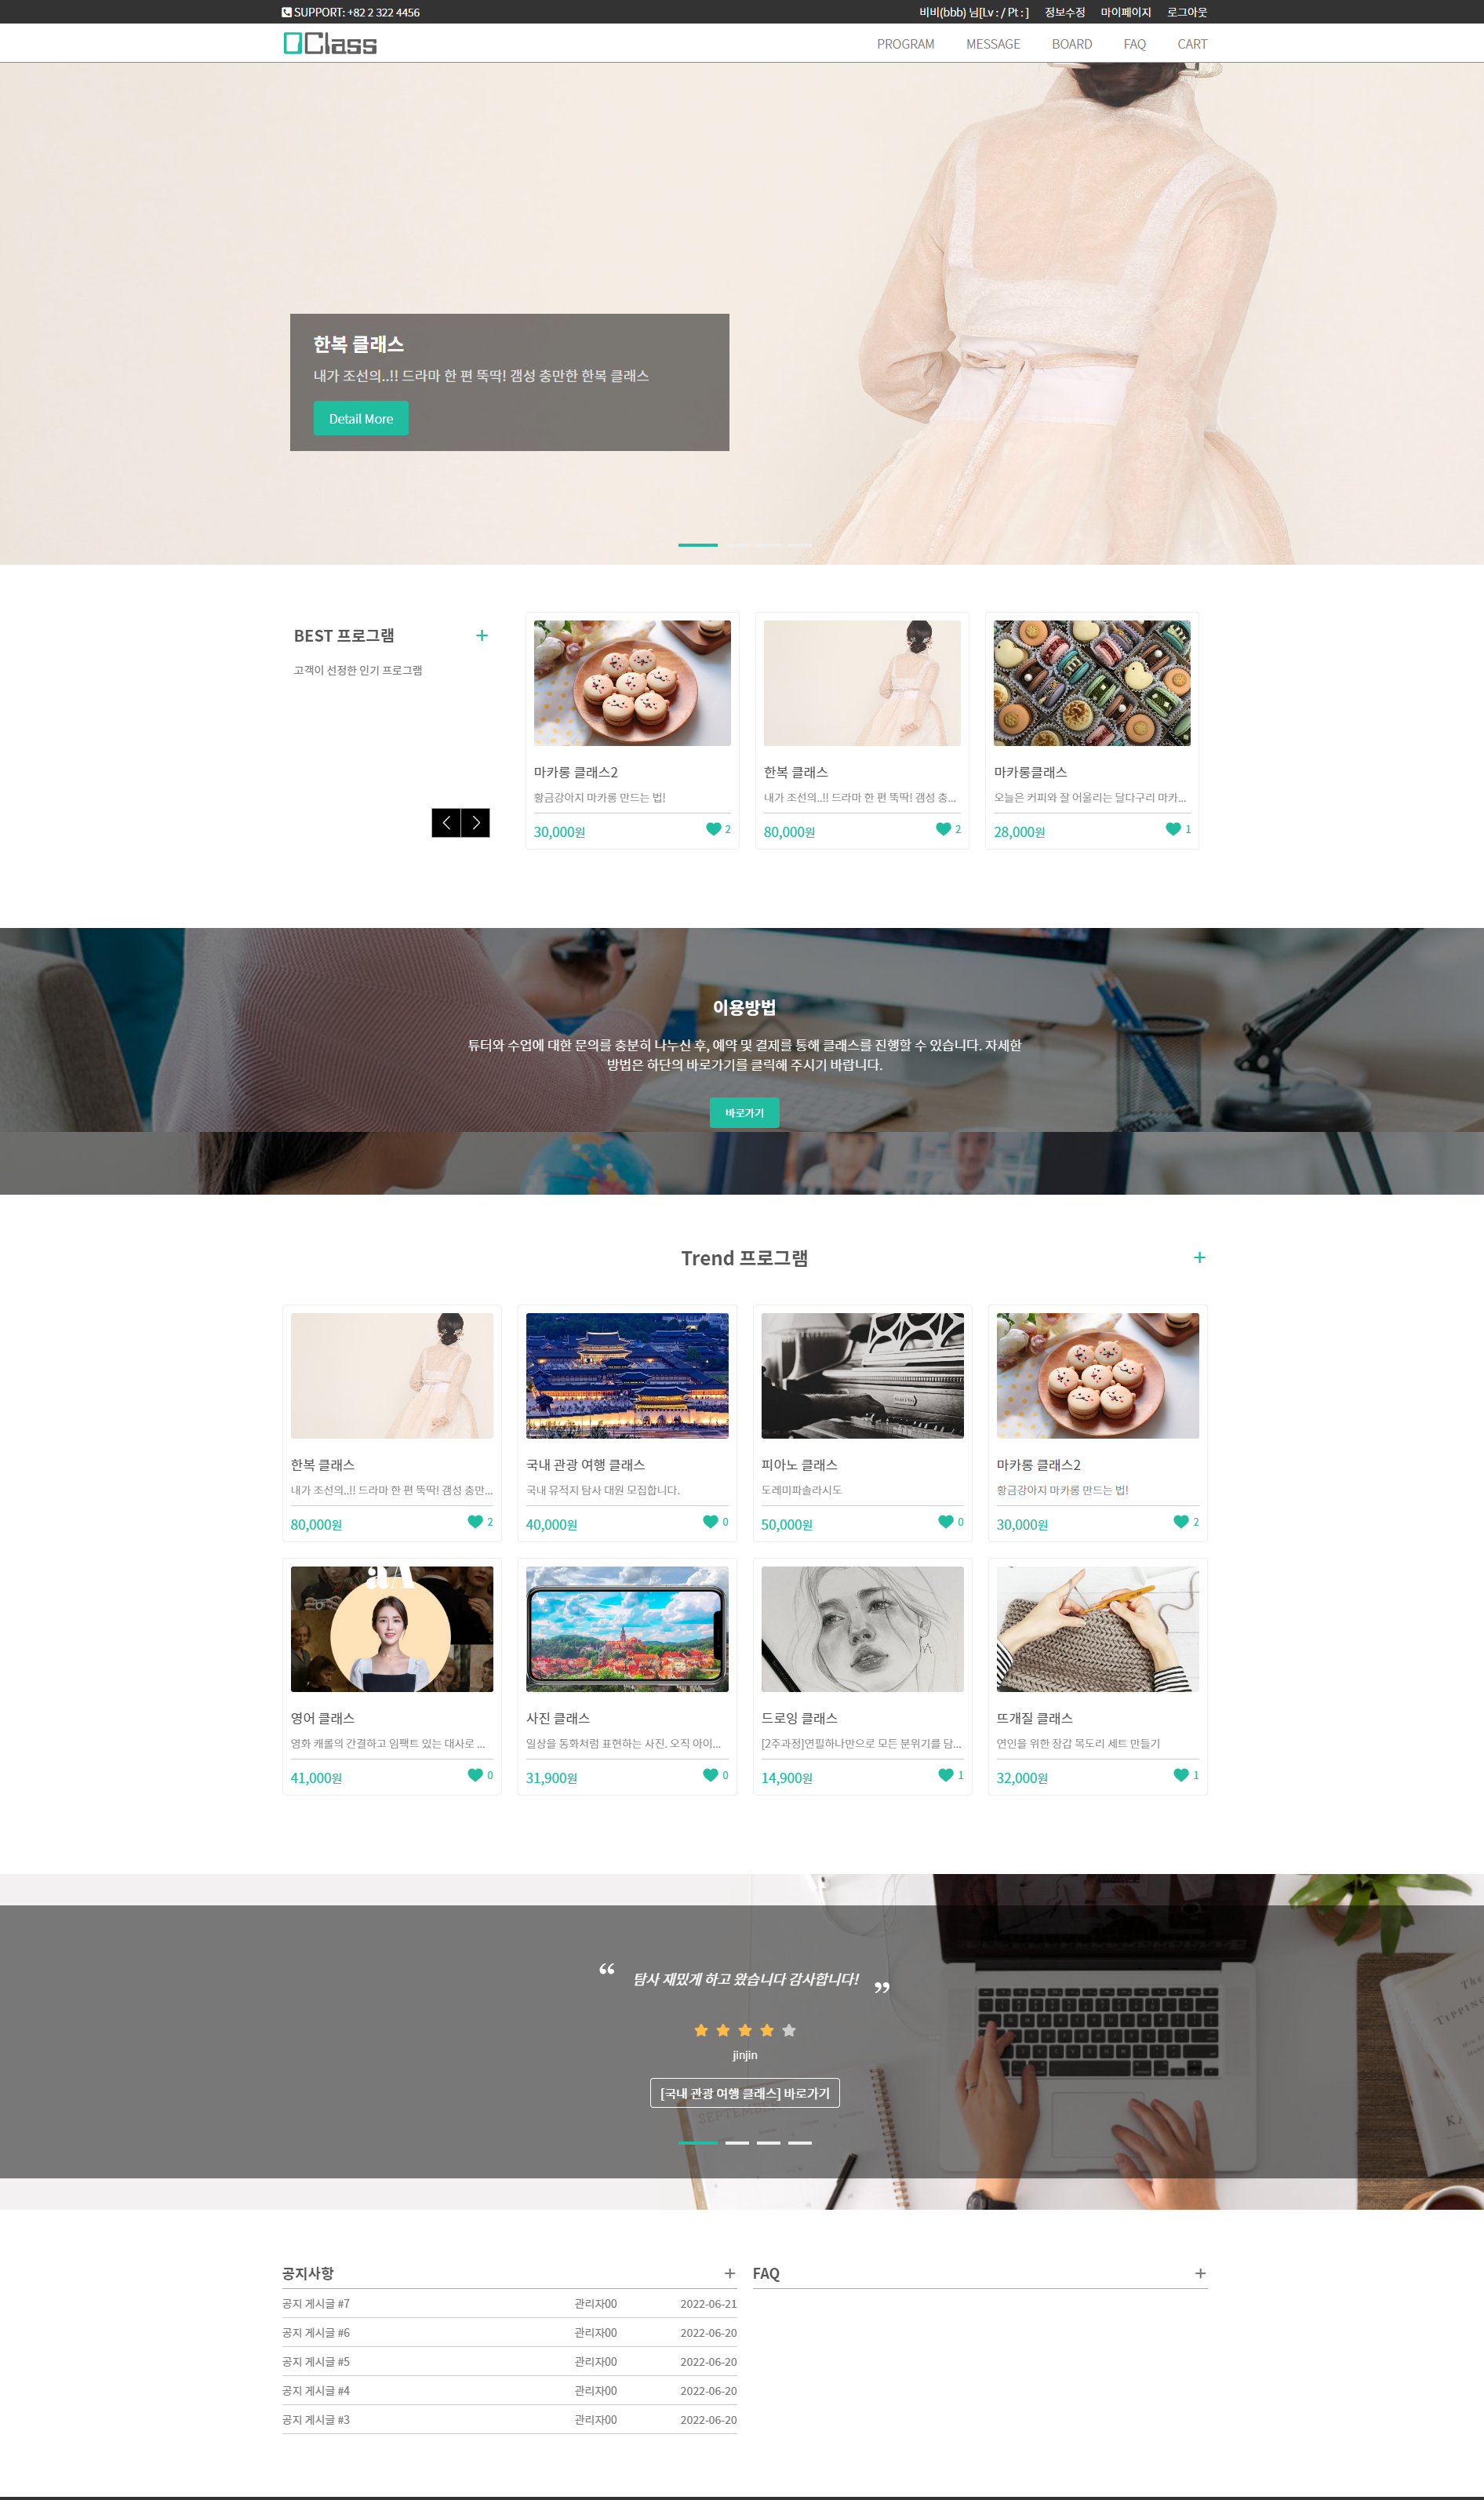 SUPPORT: +82 2 322 4456
비비(bbb) 님[Lv : / Pt : ]
정보수정
마이페이지
로그아웃
OClass
PROGRAM
MESSAGE
BOARD
FAQ
CART
한복 클래스
내가 조선의..!! 드라마 한 편 뚝딱! 갬성 충만한 한복 클래스
Detail More
BEST 프로그램
+
고객이 선정한 인기 프로그램
마카롱 클래스2
황금강아지 마카롱 만드는 법!
30,000원
2
한복 클래스
내가 조선의..!! 드라마 한 편 뚝딱! 갬성 충...
80,000원
2
마카롱클래스
오늘은 커피와 잘 어울리는 달다구리 마카...
28,000원
1
이용방법
튜터와 수업에 대한 문의를 충분히 나누신 후, 예약 및 결제를 통해 클래스를 진행할 수 있습니다. 자세한
방법은 하단의 바로가기를 클릭해 주시기 바랍니다.
바로가기
Trend 프로그램
+
한복 클래스
내가 조선의..!! 드라마 한 편 뚝딱! 갬성 충만...
80,000원
2
국내 관광 여행 클래스
국내 유적지 탐사 대원 모집합니다.
40,000원
0
피아노 클래스
도레미파솔라시도
50,000원
0
마카롱 클래스2
황금강아지 마카롱 만드는 법!
30,000원
2
aA
영어 클래스
영화 캐롤의 간결하고 임팩트 있는 대사로 ...
41,000원
0
사진 클래스
일상을 동화처럼 표현하는 사진. 오직 아이...
31,900원
0
드로잉 클래스
[2주과정]연필하나만으로 모든 분위기를 담...
14,900원
1
뜨개질 클래스
연인을 위한 장갑 목도리 세트 만들기
32,000원
1
“ 탐사 재밌게 하고 왔습니다 감사합니다! ”
jinjin
[국내 관광 여행 클래스] 바로가기
SEPTEMBER
공지사항
+
공지 게시글 #7 관리자00 2022-06-21
공지 게시글 #6 관리자00 2022-06-20
공지 게시글 #5 관리자00 2022-06-20
공지 게시글 #4 관리자00 2022-06-20
공지 게시글 #3 관리자00 2022-06-20
FAQ
+